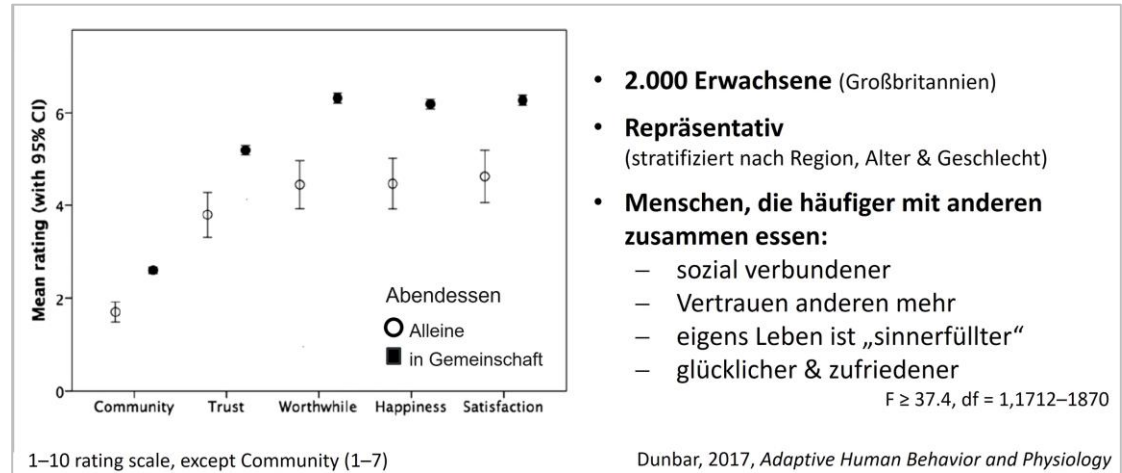 Mean rating (with 95% CI)
6
4
2
0
Community Trust Worthwhile Happiness Satisfaction
Abendessen
Alleine
in Gemeinschaft
1–10 rating scale, except Community (1–7)
• 2.000 Erwachsene (Großbritannien)
• Repräsentativ
(stratifiziert nach Region, Alter & Geschlecht)
• Menschen, die häufiger mit anderen
zusammen essen:
– sozial verbundener
– Vertrauen anderen mehr
– eigens Leben ist „sinnerfüllter“
– glücklicher & zufriedener
F ≥ 37.4, df = 1,1712–1870
Dunbar, 2017, Adaptive Human Behavior and Physiology